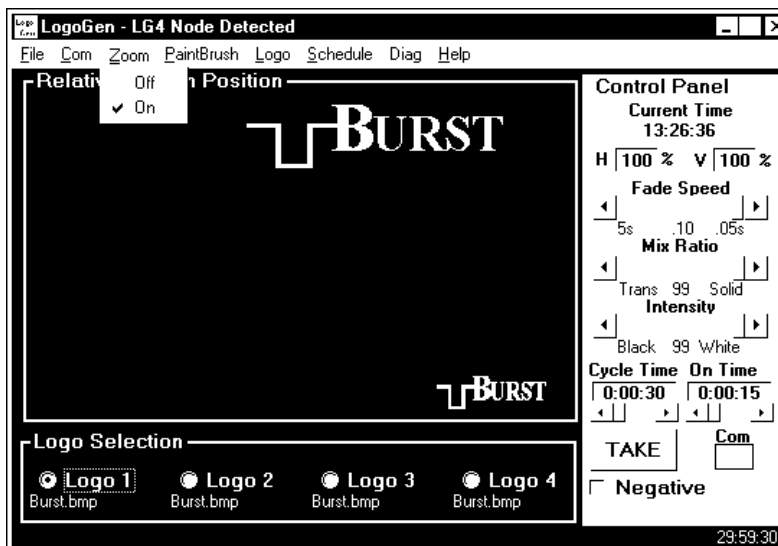 LogoGen - LG4 Node Detected
File Com Zoom PaintBrush Logo Schedule Diag Help
Off
On
Position
BURST
BURST
Logo Selection
Logo 1 Logo 2 Logo 3 Logo 4
Burst.bmp Burst.bmp Burst.bmp Burst.bmp
Control Panel
Current Time
13:26:36
H 100 % V 100 %
Fade Speed
5s .10 .05s
Mix Ratio
Trans 99 Solid
Intensity
Black 99 White
Cycle Time On Time
0:00:30 0:00:15
TAKE Com
Negative
29:59:30